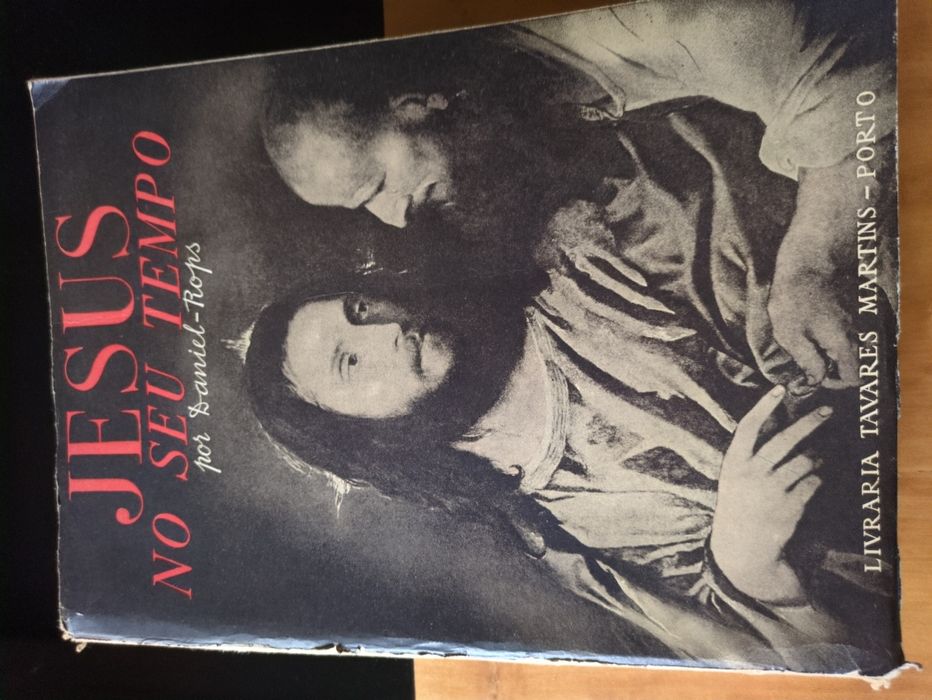 JESUS
NO SEU TEMPO
por Daniel-Rops
LIVRARIA TAVARES MARTINS – PORTO